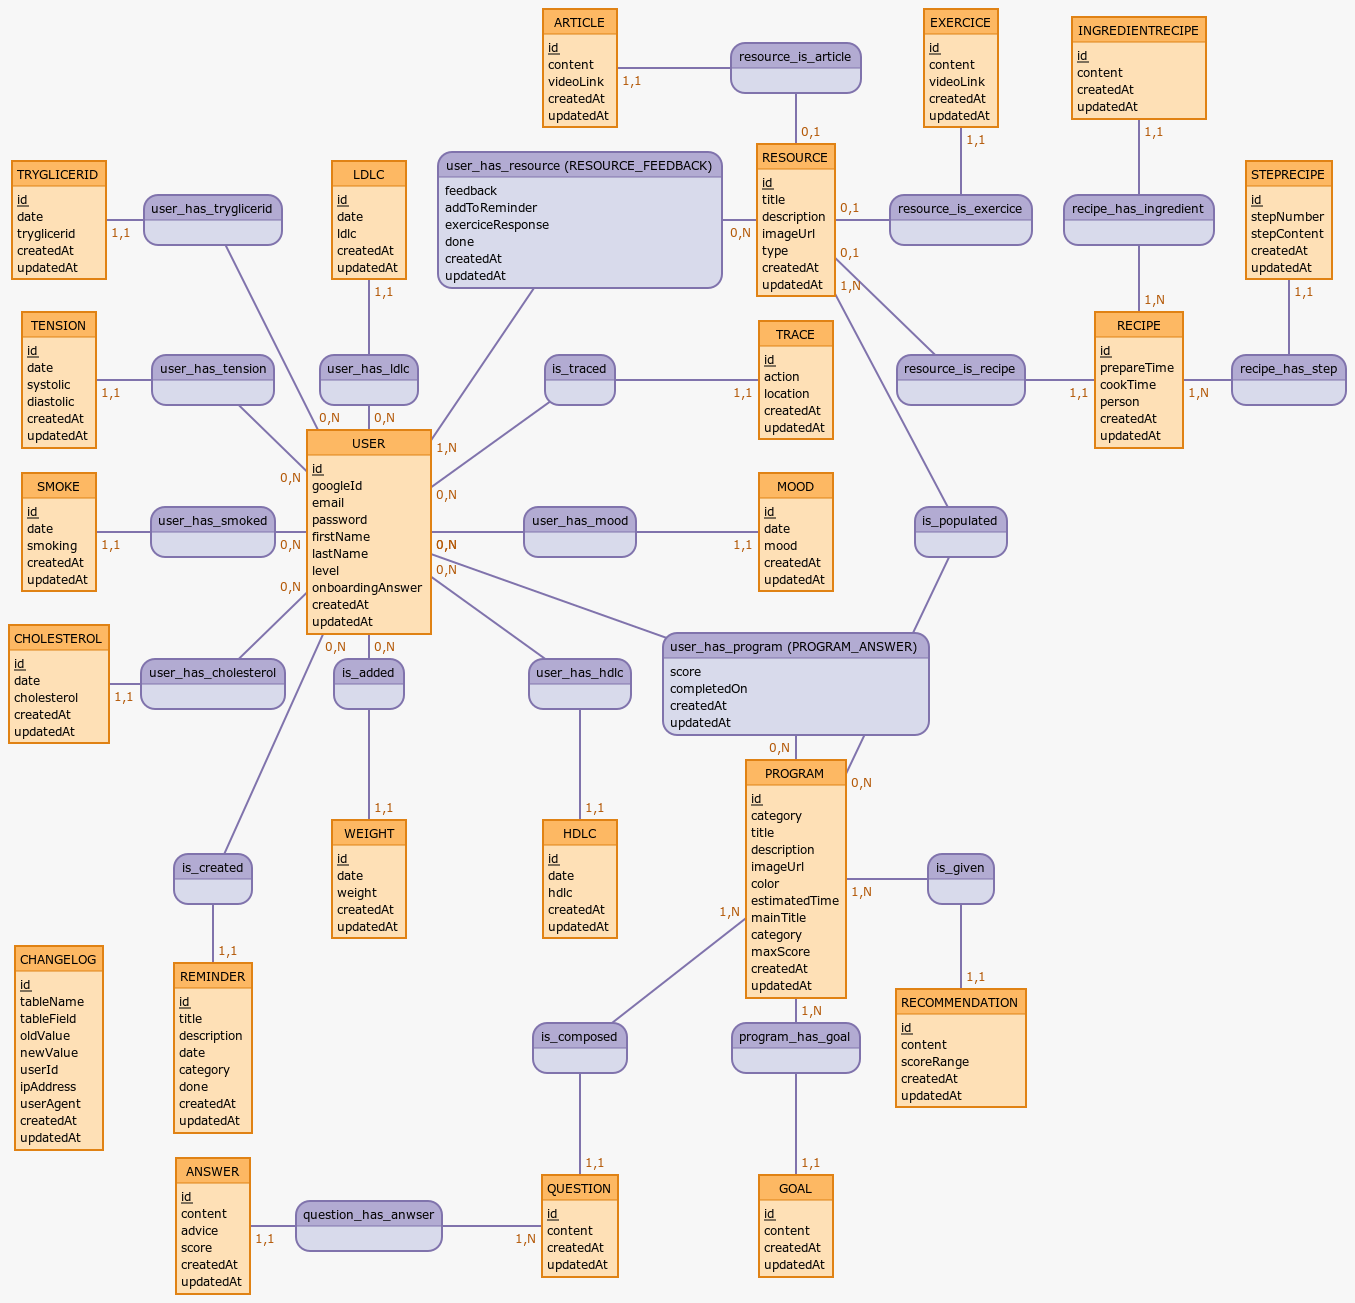 ARTICLE
id
content
videoLink
createdAt
updatedAt
1,1
resource_is_article
0,1
EXERCICE
id
content
videoLink
createdAt
updatedAt
1,1
INGREDIENTRECIPE
id
content
createdAt
updatedAt
1,1
TRYGLICERID
id
date
tryglicerid
createdAt
updatedAt
1,1
user_has_tryglicerid
0,N
LDLC
id
date
ldlc
createdAt
updatedAt
1,1
user_has_resource (RESOURCE_FEEDBACK)
feedback
addToReminder
exerciceResponse
done
createdAt
updatedAt
0,N
1,N
RESOURCE
id
title
description
imageUrl
type
createdAt
updatedAt
0,1
0,1
1,N
resource_is_exercice
recipe_has_ingredient
1,N
STEPRECIPE
id
stepNumber
stepContent
createdAt
updatedAt
1,1
TENSION
id
date
systolic
diastolic
createdAt
updatedAt
1,1
user_has_tension
0,N
user_has_ldlc
0,N
is_traced
0,N
1,1
TRACE
id
action
location
createdAt
updatedAt
resource_is_recipe
1,1
RECIPE
id
prepareTime
cookTime
person
createdAt
updatedAt
1,N
recipe_has_step
USER
id
googleId
email
password
firstName
lastName
level
onboardingAnswer
createdAt
updatedAt
SMOKE
id
date
smoking
createdAt
updatedAt
1,1
user_has_smoked
0,N
0,N
0,N
user_has_mood
1,1
MOOD
id
date
mood
createdAt
updatedAt
is_populated
0,N
CHOLESTEROL
id
date
cholesterol
createdAt
updatedAt
1,1
user_has_cholesterol
0,N
0,N
is_added
0,N
1,1
user_has_hdlc
0,N
1,1
user_has_program (PROGRAM_ANSWER)
score
completedOn
createdAt
updatedAt
0,N
PROGRAM
id
category
title
description
imageUrl
color
estimatedTime
mainTitle
category
maxScore
createdAt
updatedAt
is_created
1,1
WEIGHT
id
date
weight
createdAt
updatedAt
HDLC
id
date
hdlc
createdAt
updatedAt
1,N
1,N
is_given
1,1
CHANGELOG
id
tableName
tableField
oldValue
newValue
userId
ipAddress
userAgent
createdAt
updatedAt
REMINDER
id
title
description
date
category
done
createdAt
updatedAt
is_composed
1,1
1,N
program_has_goal
1,1
RECOMMENDATION
id
content
scoreRange
createdAt
updatedAt
ANSWER
id
content
advice
score
createdAt
updatedAt
1,1
question_has_anwser
1,N
QUESTION
id
content
createdAt
updatedAt
GOAL
id
content
createdAt
updatedAt